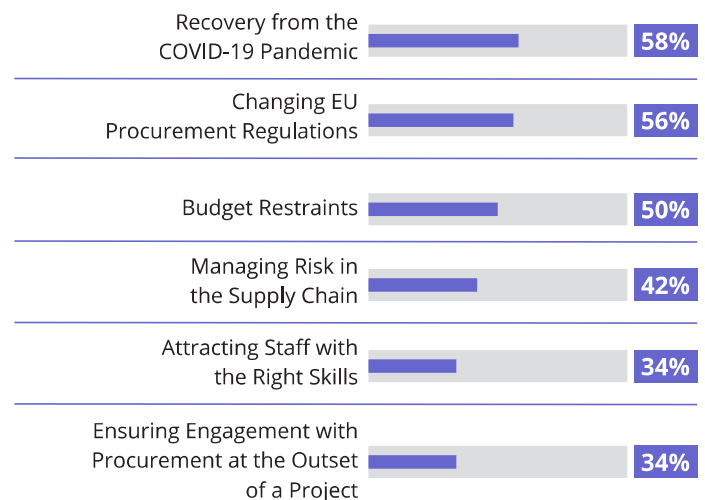 Recovery from the
COVID-19 Pandemic
58%
Changing EU
Procurement Regulations
56%
Budget Restraints
50%
Managing Risk in
the Supply Chain
42%
Attracting Staff with
the Right Skills
34%
Ensuring Engagement with
Procurement at the Outset
of a Project
34%